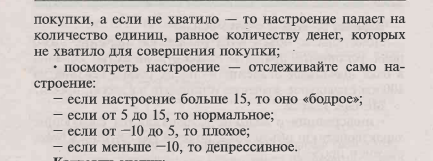 покупки, а если не хватило — то настроение падает на
количество единиц, равное количеству денег, которых
не хватило для совершения покупки;
• посмотреть настроение — отслеживайте само на-
строение:
– если настроение больше 15, то оно «бодрое»;
– если от 5 до 15, то нормальное;
– если от −10 до 5, то плохое;
– если меньше −10, то депрессивное.